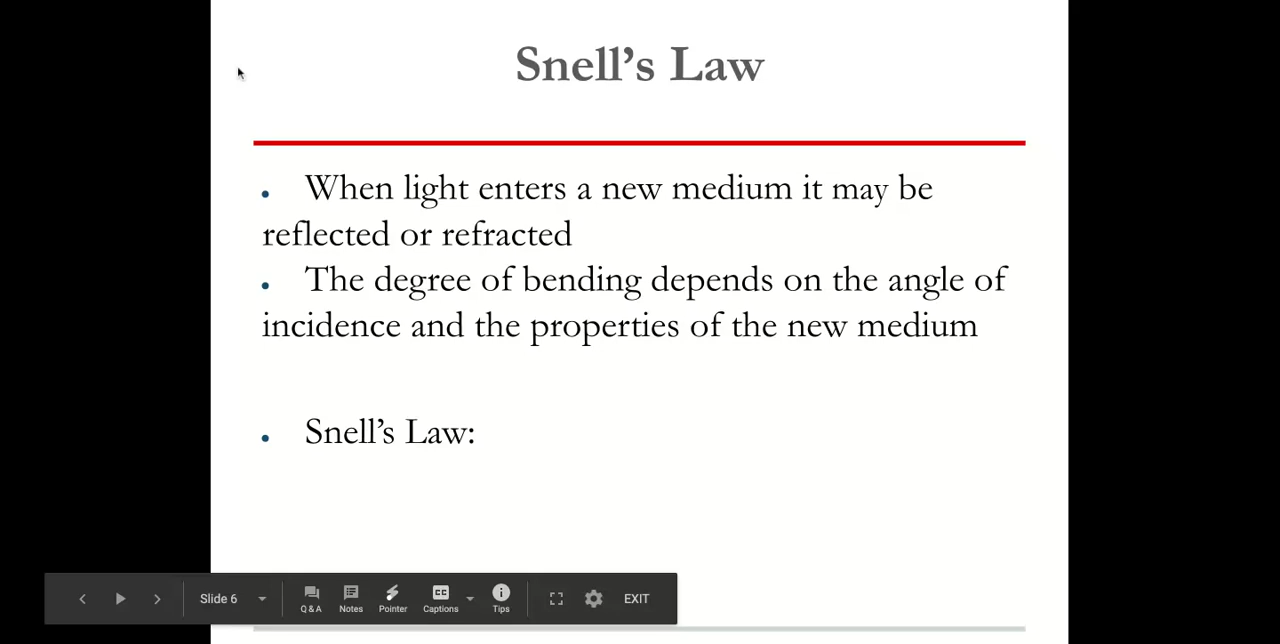 Snell’s Law
• When light enters a new medium it may be
reflected or refracted
• The degree of bending depends on the angle of
incidence and the properties of the new medium
• Snell’s Law:
Slide 6
Q & A
Notes
Pointer
CC
Captions
Tips
EXIT